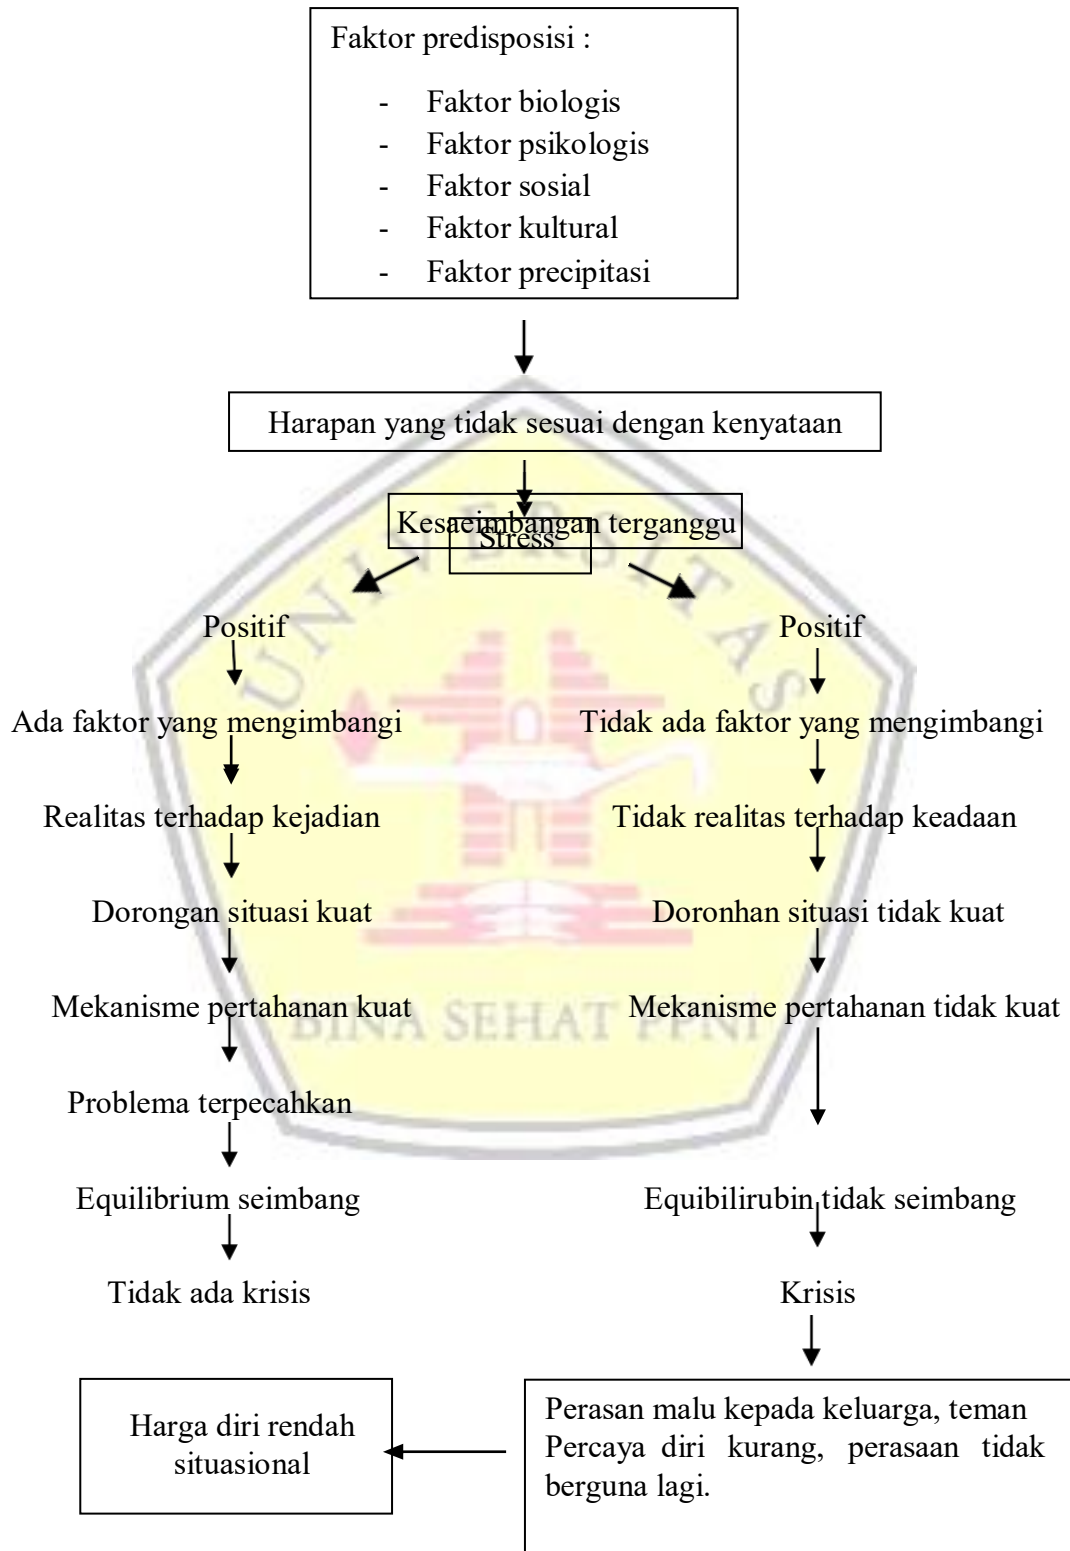 Faktor predisposisi :
- Faktor biologis
- Faktor psikologis
- Faktor sosial
- Faktor kultural
- Faktor precipitasi
Harapan yang tidak sesuai dengan kenyataan
Kesaeimbangan terganggu
Stress
UNIVERSITAS
Positif
Positif
Ada faktor yang mengimbangi
Tidak ada faktor yang mengimbangi
Realitas terhadap kejadian
Tidak realitas terhadap keadaan
Dorongan situasi kuat
Doronhan situasi tidak kuat
Mekanisme pertahanan kuat
Mekanisme pertahanan tidak kuat
BINA SEHAT PPNI
Problema terpecahkan
Equilibrium seimbang
Equibilirubin tidak seimbang
Tidak ada krisis
Krisis
Harga diri rendah
situasional
Perasan malu kepada keluarga, teman
Percaya diri kurang, perasaan tidak
berguna lagi.